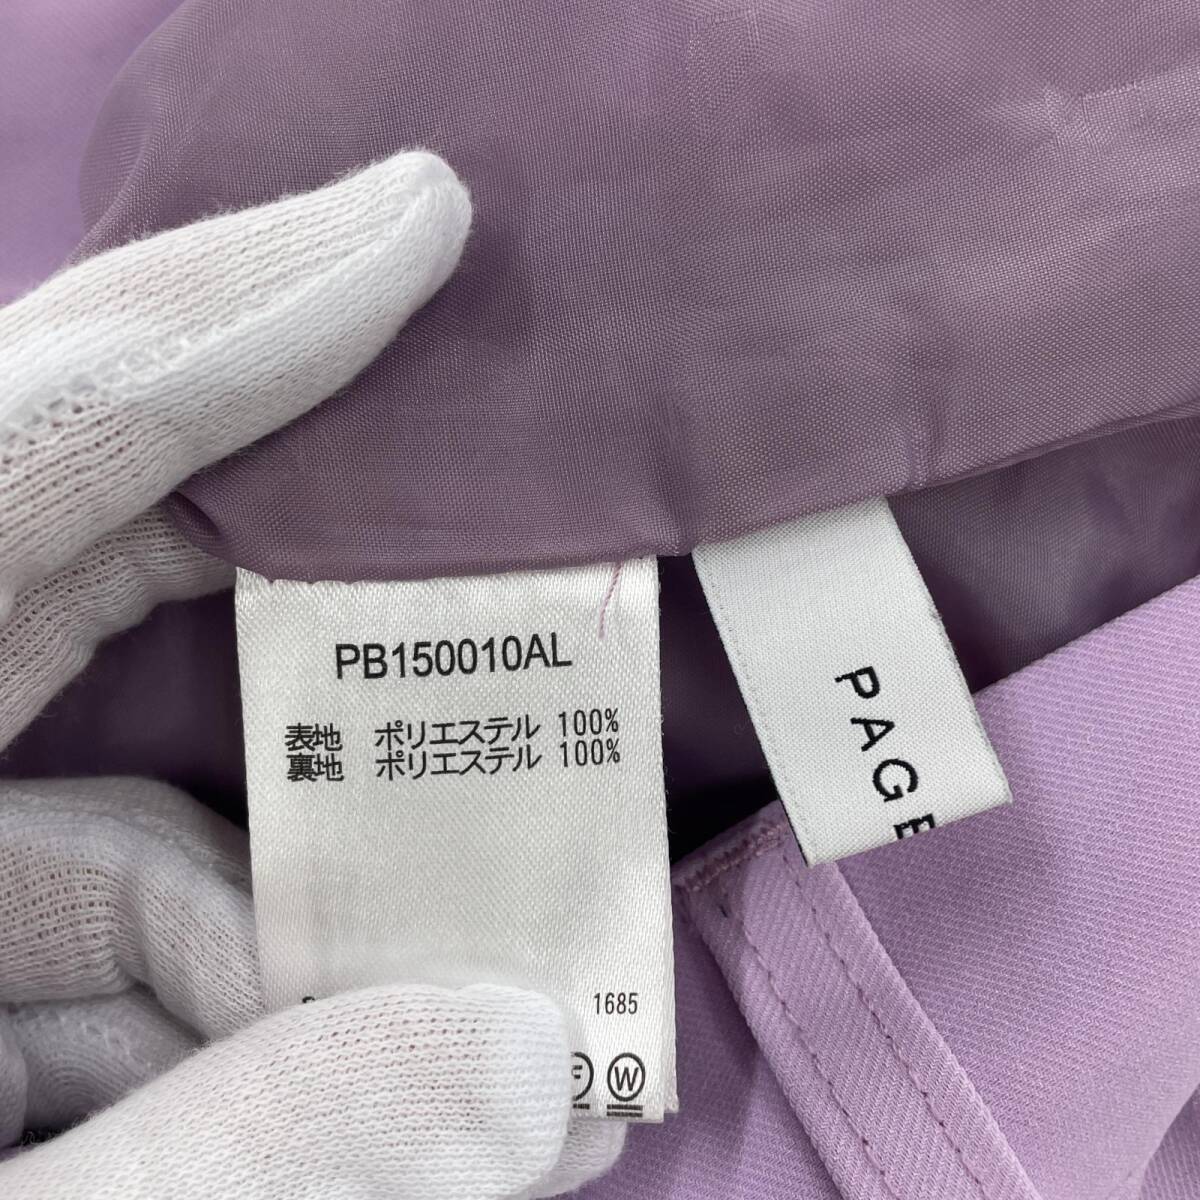 PB150010AL
表地 ポリエステル 100%
裏地 ポリエステル 100%
1685
F W
PAGE